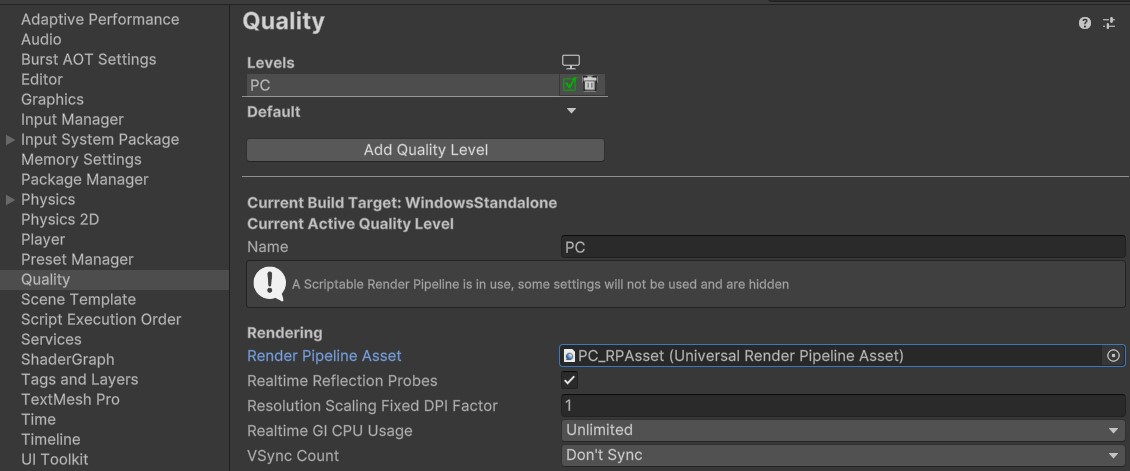 Adaptive Performance
Audio
Burst AOT Settings
Editor
Graphics
Input Manager
Input System Package
Memory Settings
Package Manager
Physics
Physics 2D
Player
Preset Manager
Quality
Scene Template
Script Execution Order
Services
ShaderGraph
Tags and Layers
TextMesh Pro
Time
Timeline
UI Toolkit
Quality
Levels
PC
Default
Add Quality Level
Current Build Target: WindowsStandalone
Current Active Quality Level
Name PC
A Scriptable Render Pipeline is in use, some settings will not be used and are hidden
Rendering
Render Pipeline Asset PC_RPAsset (Universal Render Pipeline Asset)
Realtime Reflection Probes
Resolution Scaling Fixed DPI Factor 1
Realtime GI CPU Usage Unlimited
VSync Count Don't Sync